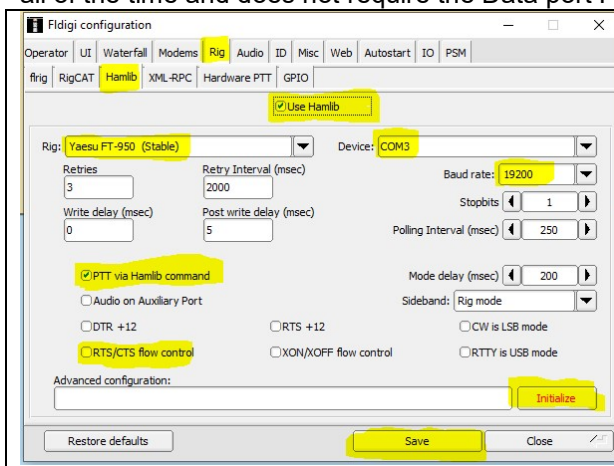 all of the time and does not require the Data port
Fldigi configuration
Operator UI Waterfall Modems Rig Audio ID Misc Web Autostart IO PSM
flrig RigCAT Hamlib XML-RPC Hardware PTT GPIO
Use Hamlib
Rig: Yaesu FT-950 (Stable) Device: COM3
Retries Retry Interval (msec) Baud rate: 19200
3 2000
Stopbits 1
Write delay (msec) Post write delay (msec)
0 5 Polling Interval (msec) 250
PTT via Hamlib command Mode delay (msec) 200
Audio on Auxiliary Port Sideband: Rig mode
DTR +12 RTS +12 CW is LSB mode
RTS/CTS flow control XON/XOFF flow control RTTY is USB mode
Advanced configuration:
Initialize
Restore defaults Save Close